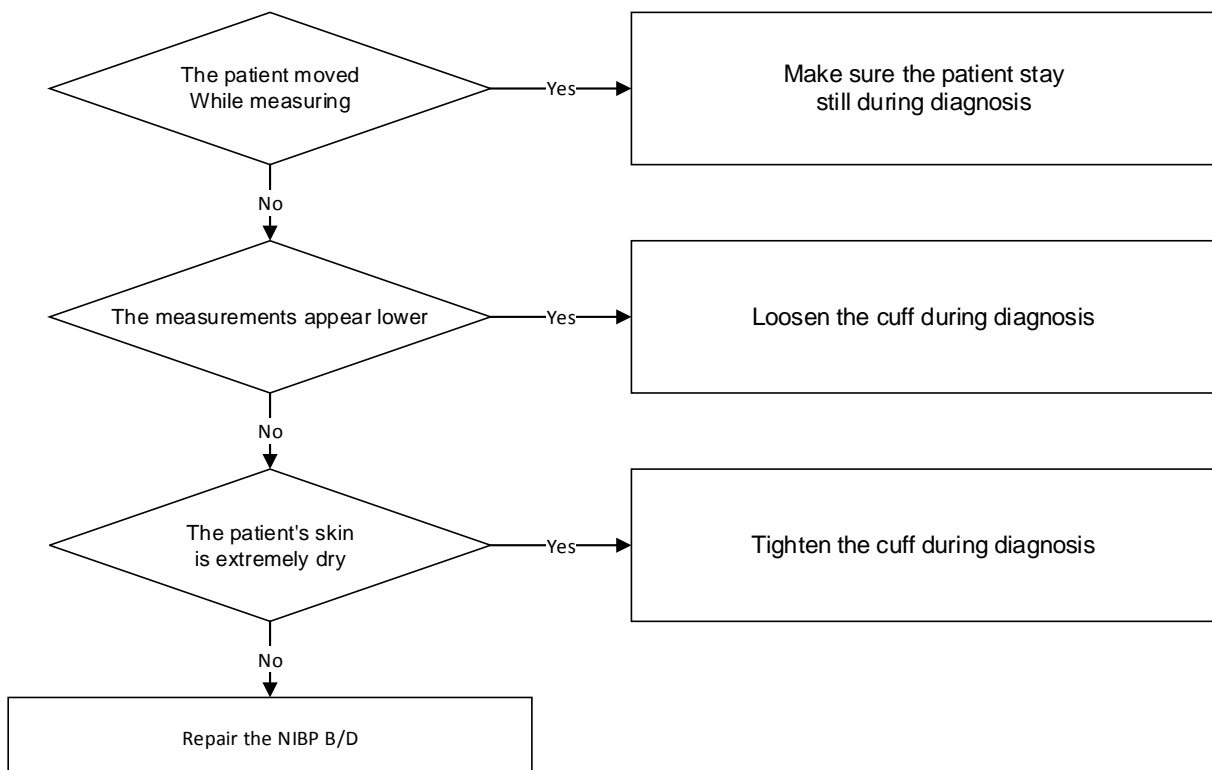 The patient moved
While measuring
Yes
Make sure the patient stay
still during diagnosis
No
The measurements appear lower
Yes
Loosen the cuff during diagnosis
No
The patient's skin
is extremely dry
Yes
Tighten the cuff during diagnosis
No
Repair the NIBP B/D